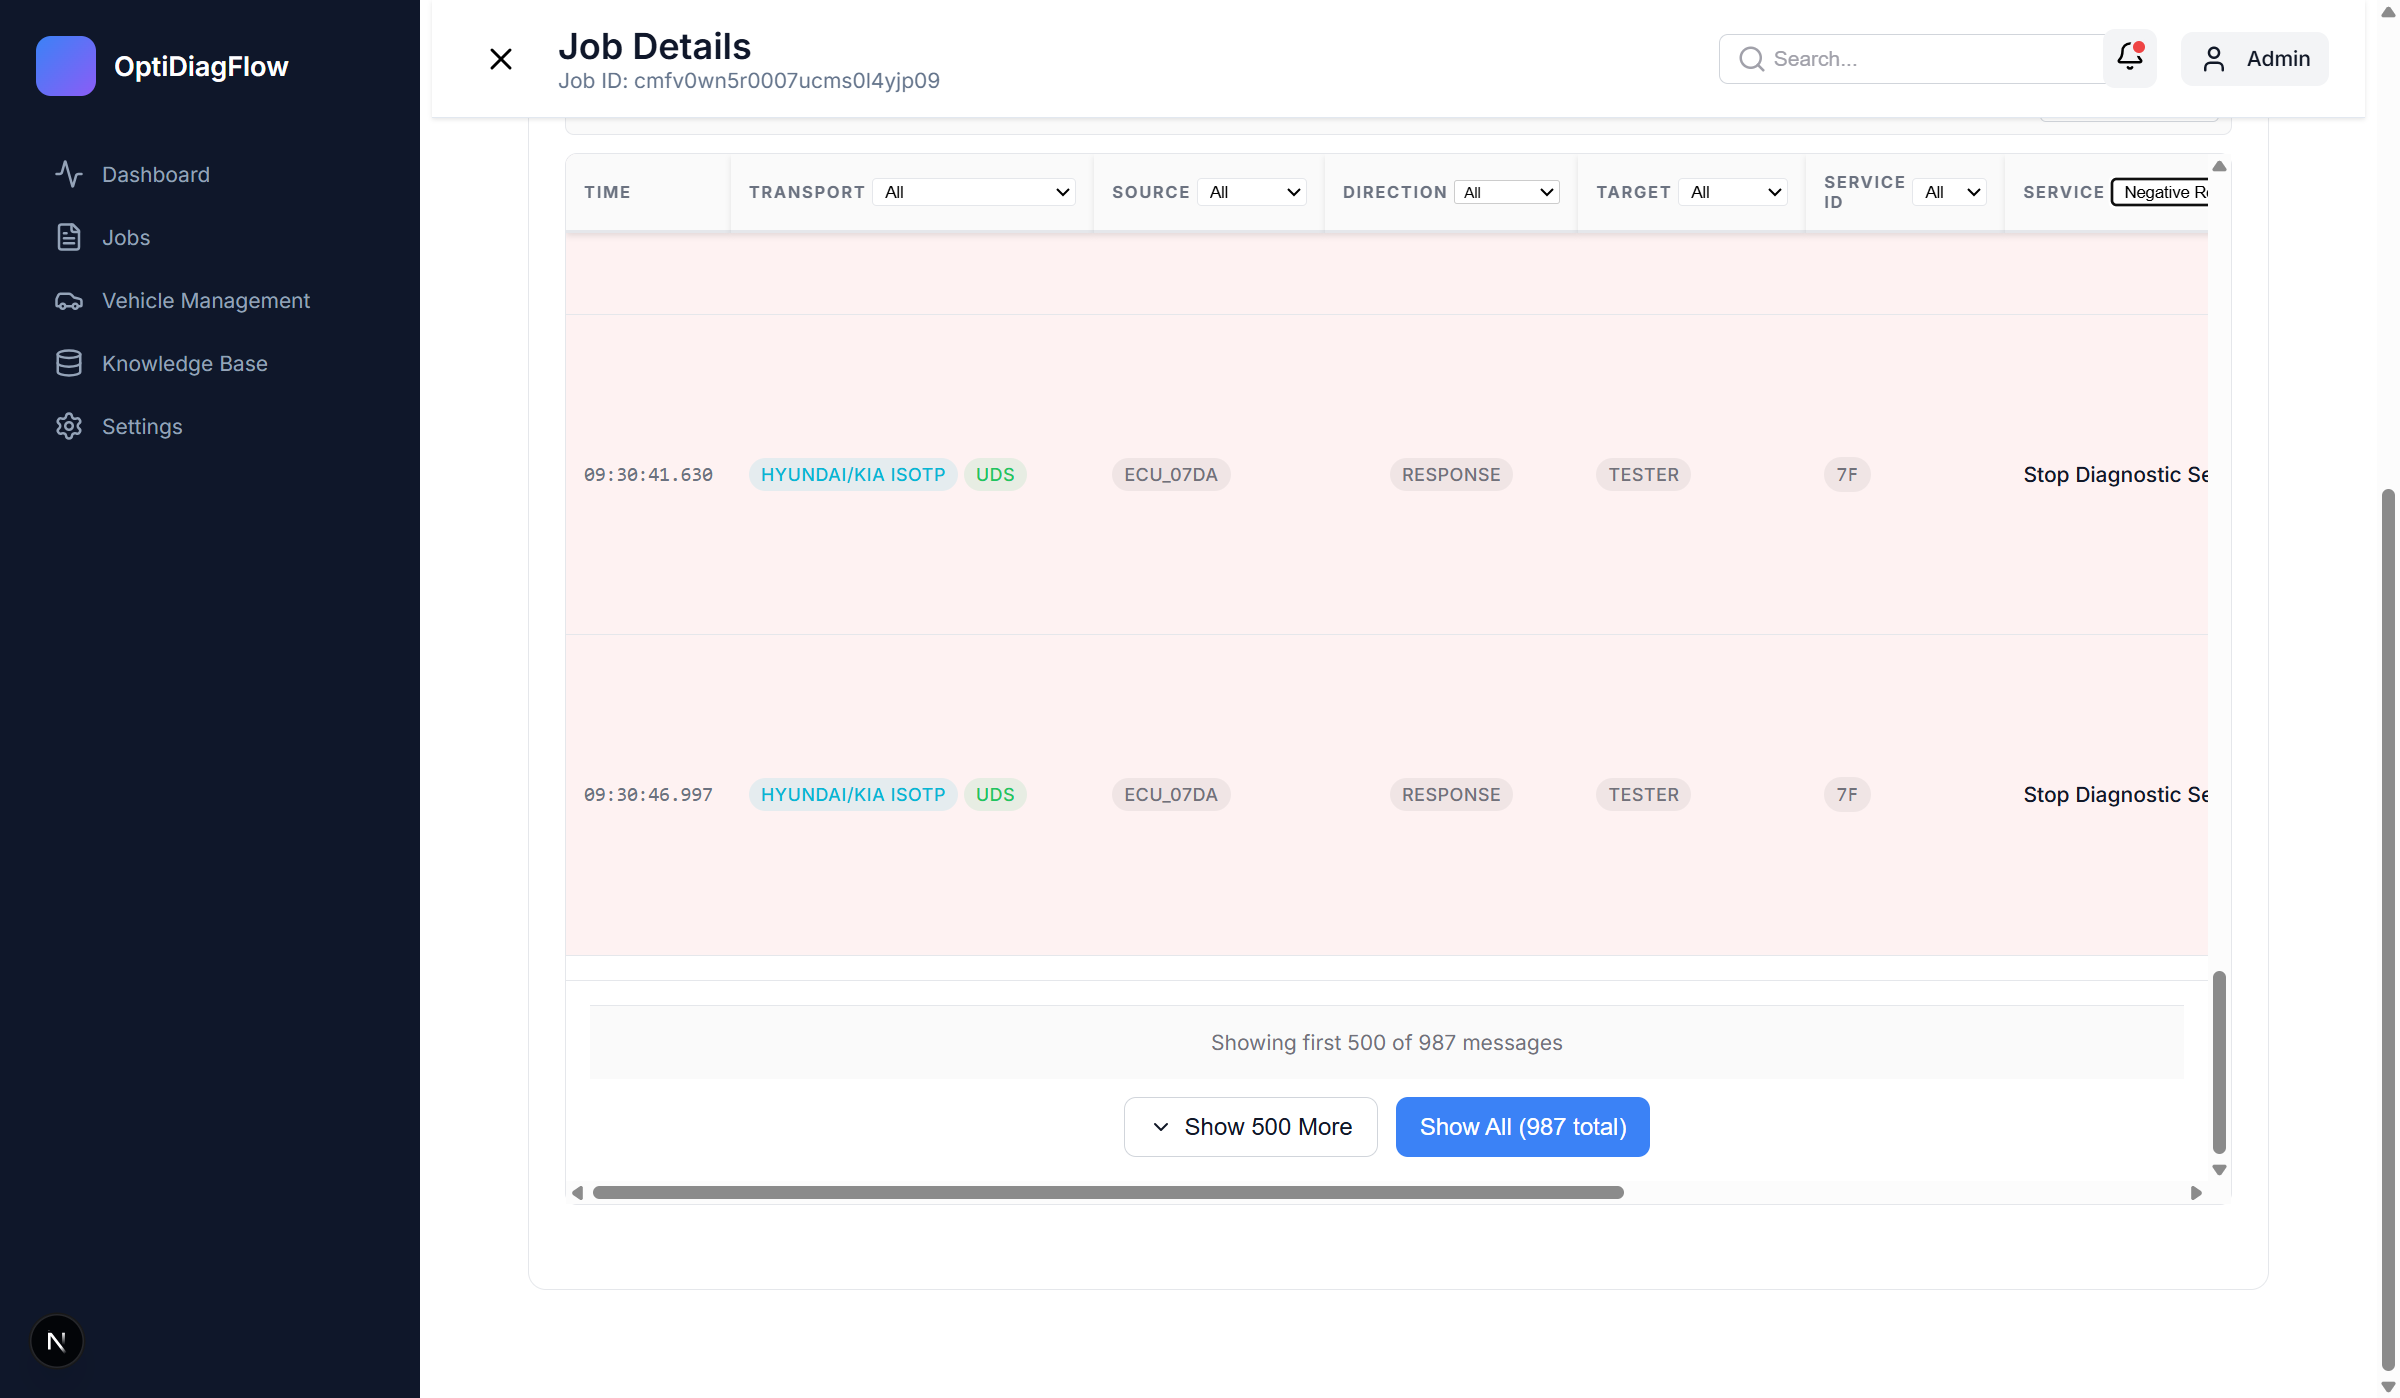 OptiDiagFlow
Dashboard
Jobs
Vehicle Management
Knowledge Base
Settings
Job Details
Job ID: cmfv0wn5r0007ucms0l4yjp09
Search...
Admin
TIME
TRANSPORT All
SOURCE All
DIRECTION All
TARGET All
SERVICE ID All
SERVICE Negative Re
09:30:41.630 HYUNDAI/KIA ISOTP UDS ECU_07DA RESPONSE TESTER 7F Stop Diagnostic Se
09:30:46.997 HYUNDAI/KIA ISOTP UDS ECU_07DA RESPONSE TESTER 7F Stop Diagnostic Se
Showing first 500 of 987 messages
Show 500 More
Show All (987 total)
N